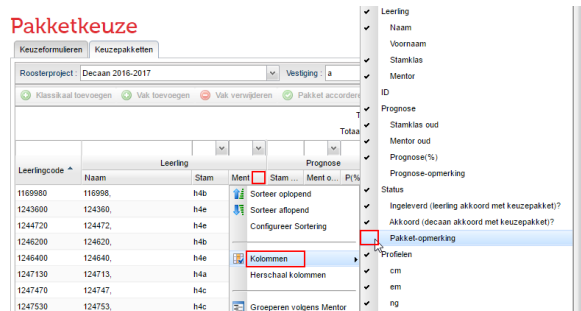 Pakketkeuze
Keuzeformulieren Keuzepakketten
Roosterproject : Decaan 2016-2017 Vestiging : a
Klassikaal toevoegen Vak toevoegen Vak verwijderen Pakket accordere
T
Totaa
Leerling Prognose
Leerlingcode Naam Stam Ment Stam ... Ment o... P(%
1169980 116998, h4b
1243600 124360, h4e
1244720 124472, h4e
1246200 124620, h4b
1246400 124640, h4e
1247130 124713, h4a
1247470 124747, h4c
1247530 124753, h4b
Sorteer oplopend
Sorteer aflopend
Configureer Sortering
Kolommen
Herschaal kolommen
Groeperen volgens Mentor
Leerling
Naam
Voornaam
Stamklas
Mentor
ID
Prognose
Stamklas oud
Mentor oud
Prognose(%)
Prognose-opmerking
Status
Ingeleverd (leerling akkoord met keuzepakket)?
Akkoord (decaan akkoord met keuzepakket)?
Pakket-opmerking
Profielen
cm
em
ng